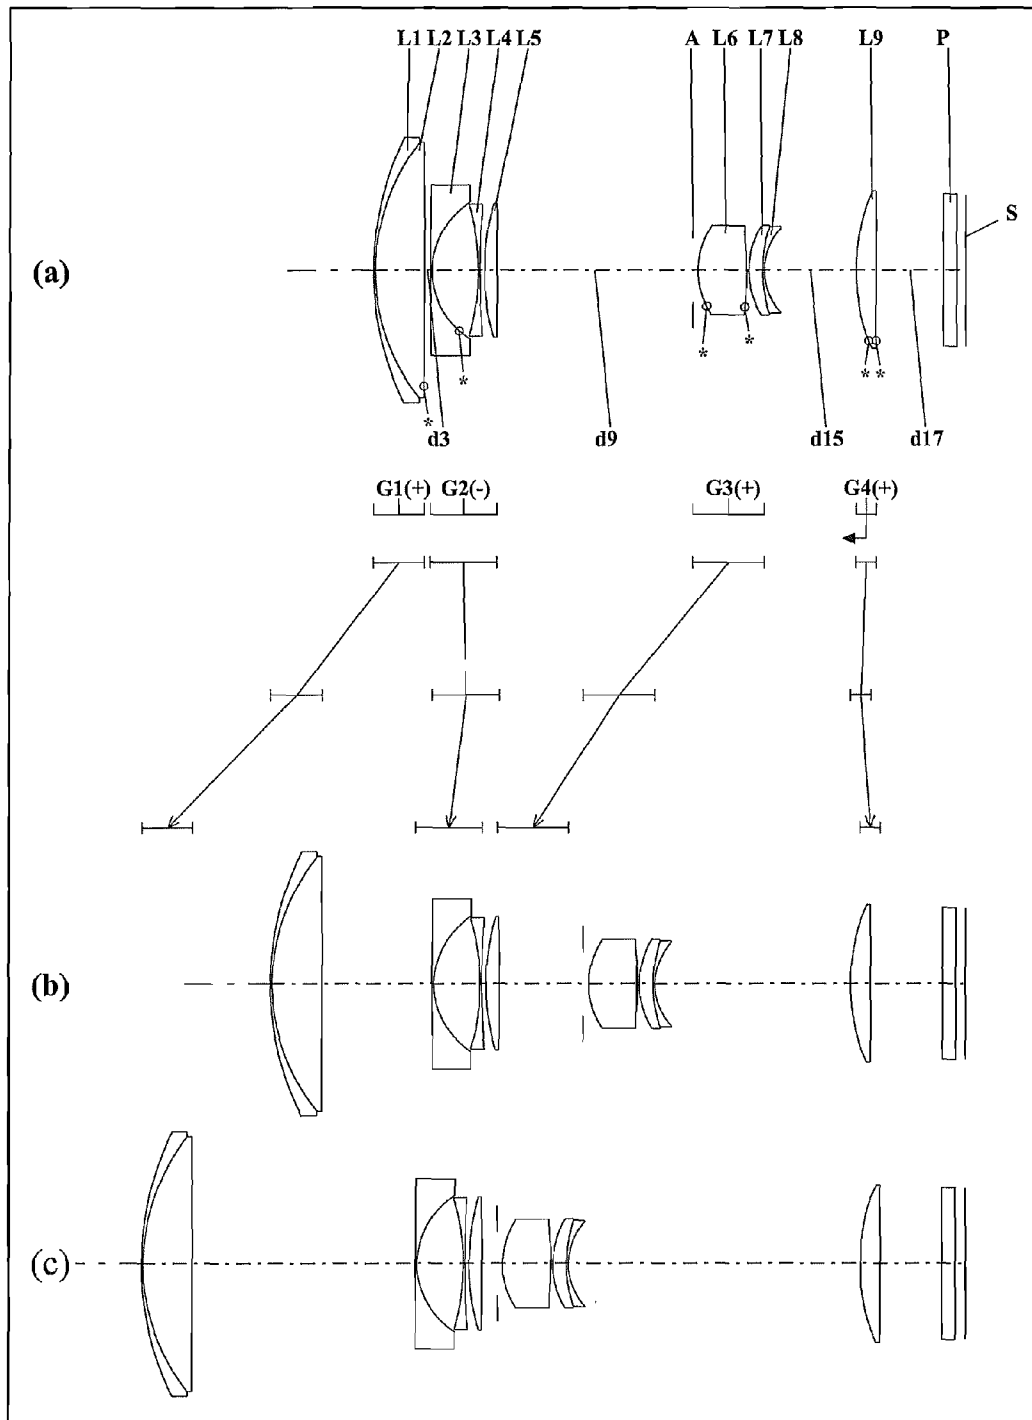 L1 L2 L3 L4 L5 A L6 L7 L8 L9 P
S
(a)
* * * * * *
d3 d9 d15 d17
G1(+) G2(-) G3(+) G4(+)
(b)
(c)